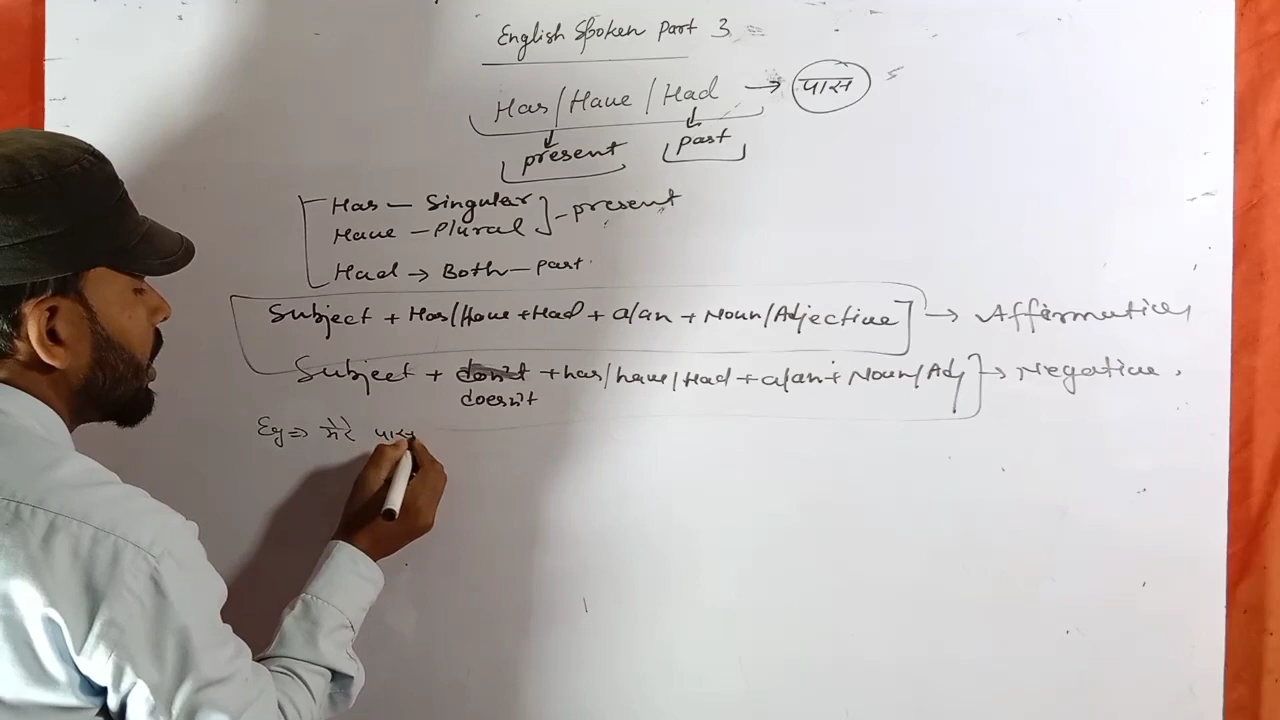 English Spoken Part 3 =
Has/Have/Had → पास
present past
Has – Singular
Have – Plural ] – present
Had → Both – past.
Subject + Has/Have + Had + a/an + Noun/Adjective] → Affirmative
Subject + don't + has/have/Had + a/an + Noun/Adj] → Negative.
doesn't
Eg ⇒ मेरे पास